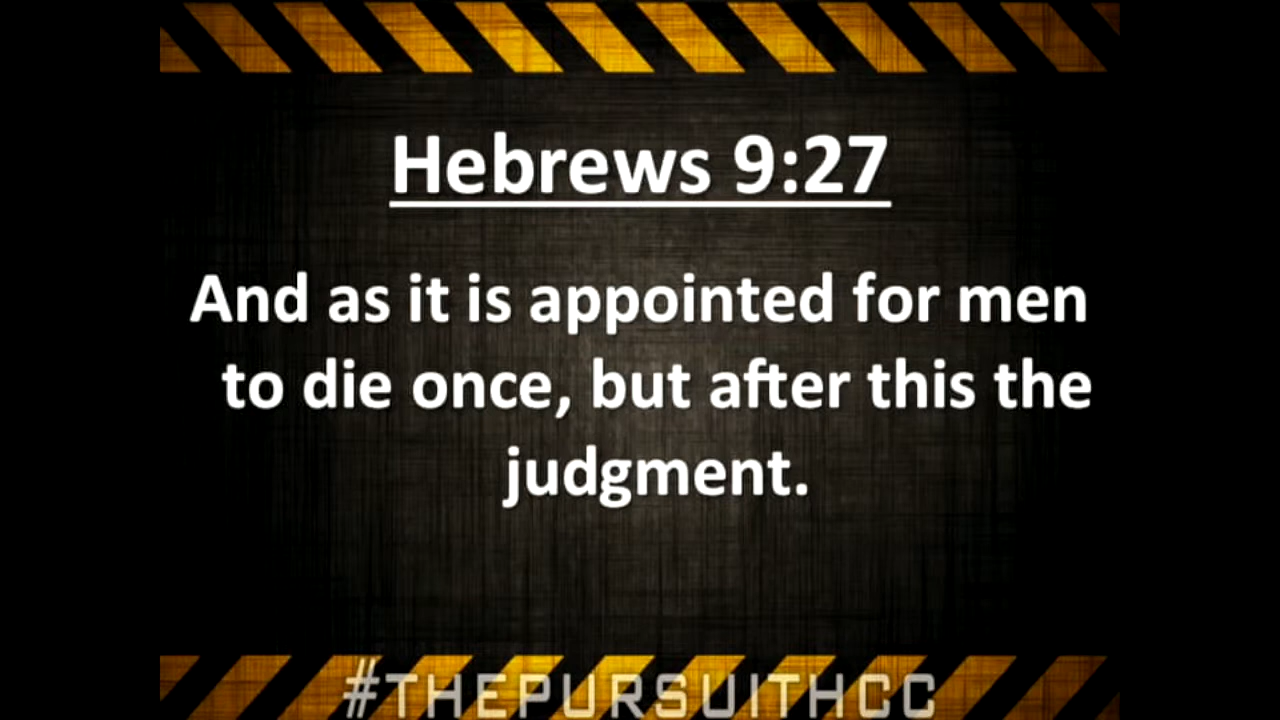 Hebrews 9:27
And as it is appointed for men
to die once, but after this the
judgment.
#THEPURSUITHCC